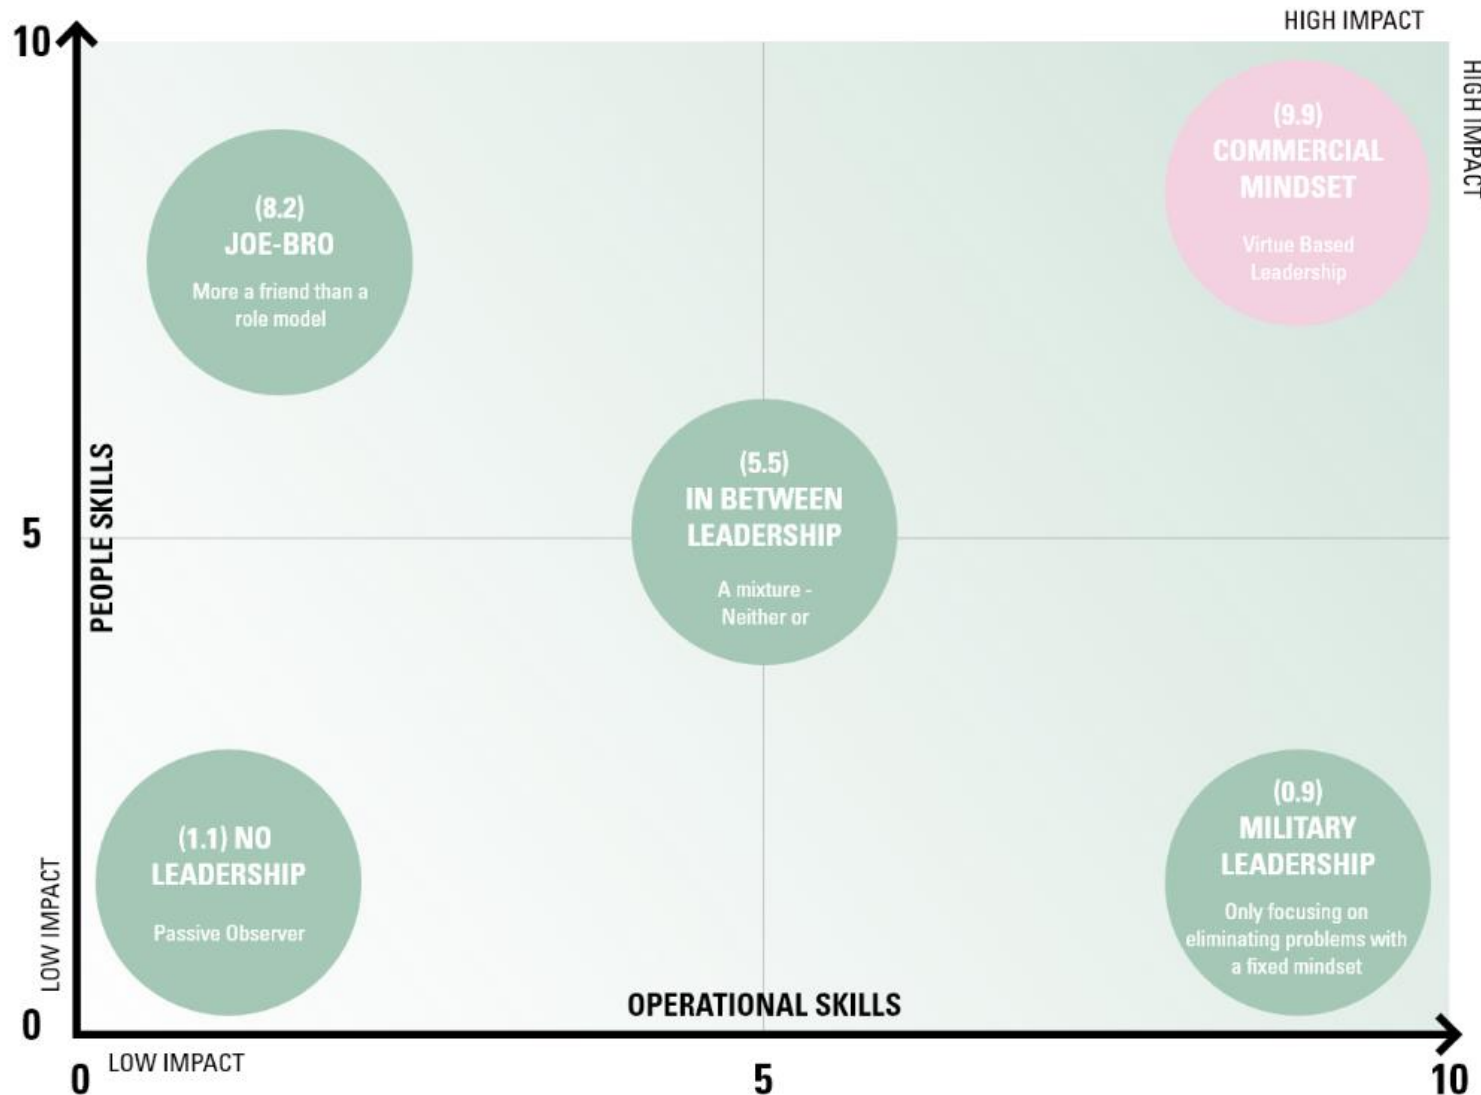 HIGH IMPACT
HIGH IMPACT
10
(9.9)
COMMERCIAL
MINDSET
Virtue Based
Leadership
(8.2)
JOE-BRO
More a friend than a
role model
PEOPLE SKILLS
5
(5.5)
IN BETWEEN
LEADERSHIP
A mixture -
Neither or
(1.1) NO
LEADERSHIP
Passive Observer
(0.9)
MILITARY
LEADERSHIP
Only focusing on
eliminating problems with
a fixed mindset
LOW IMPACT
OPERATIONAL SKILLS
0
LOW IMPACT
0
5
10